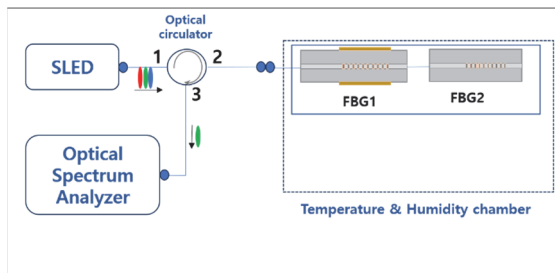 Optical
circulator
SLED
1
2
3
FBG1
FBG2
Optical
Spectrum
Analyzer
Temperature & Humidity chamber